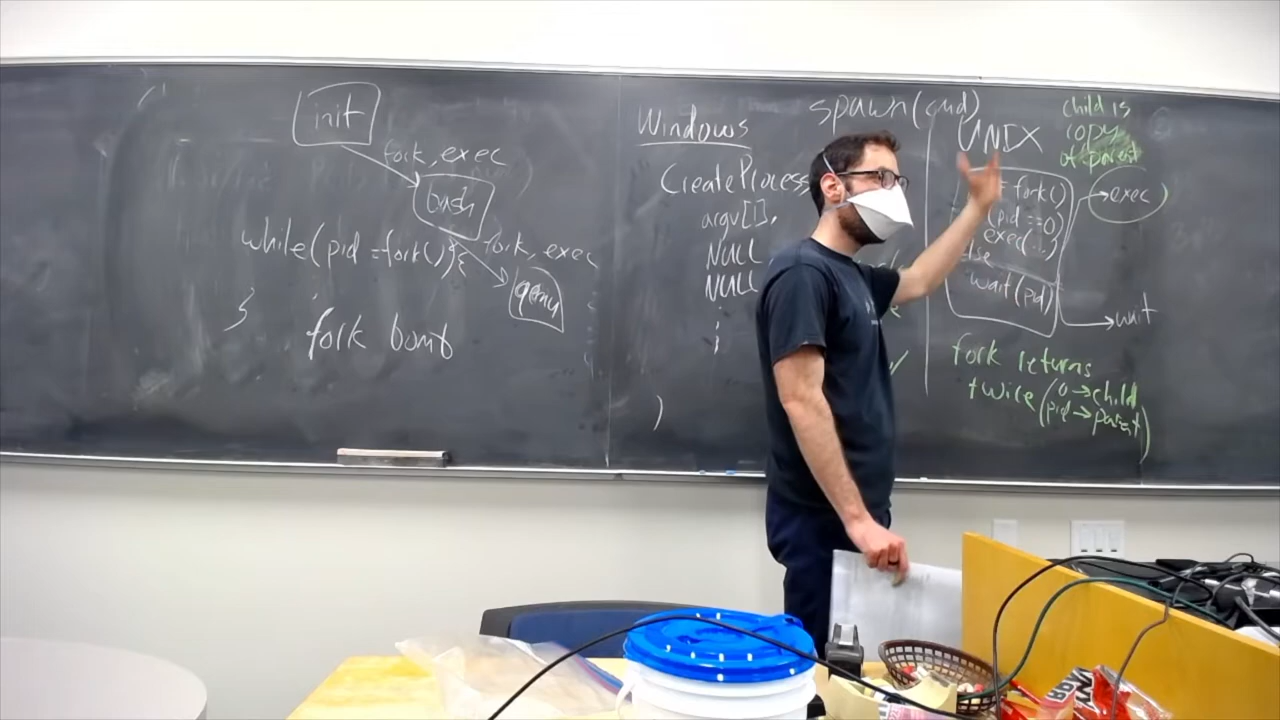 init
fork, exec
bash
while(pid =fork()){
fork, exec
qemu
}
fork bomb
Windows
CreateProcess
argv[],
NULL,
NULL
)
spawn(cmd)
UNIX
child is
copy
of parent
= fork()
(pid ==0)
exec(..)
else
wait(pid)
exec
wait
fork returns
twice (0→child
pid→parent)